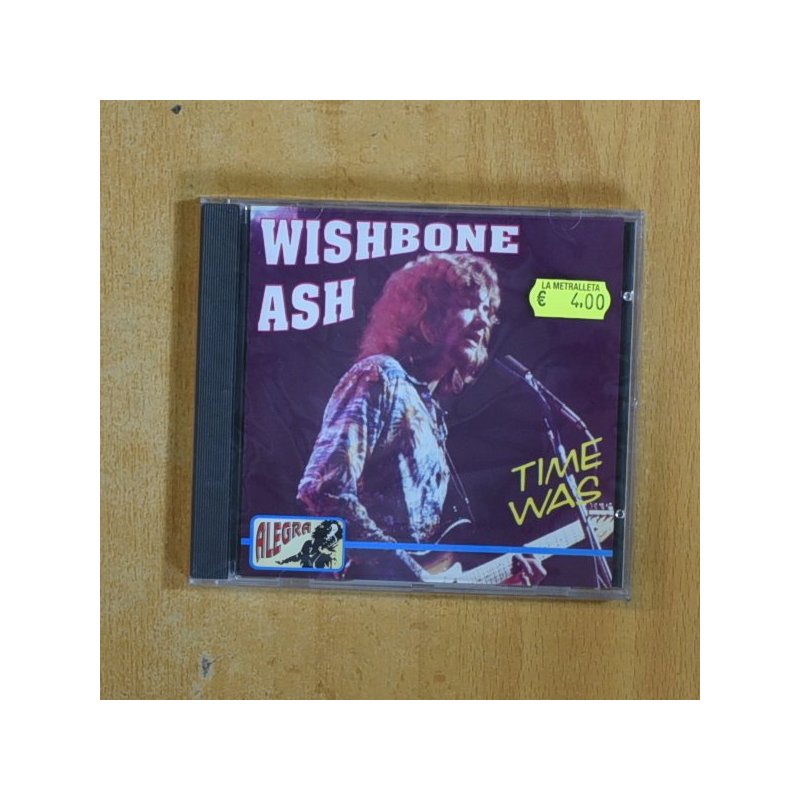 WISHBONE
ASH
LA METRALLETA
€ 4.00
TIME
WAS
ALEGRA